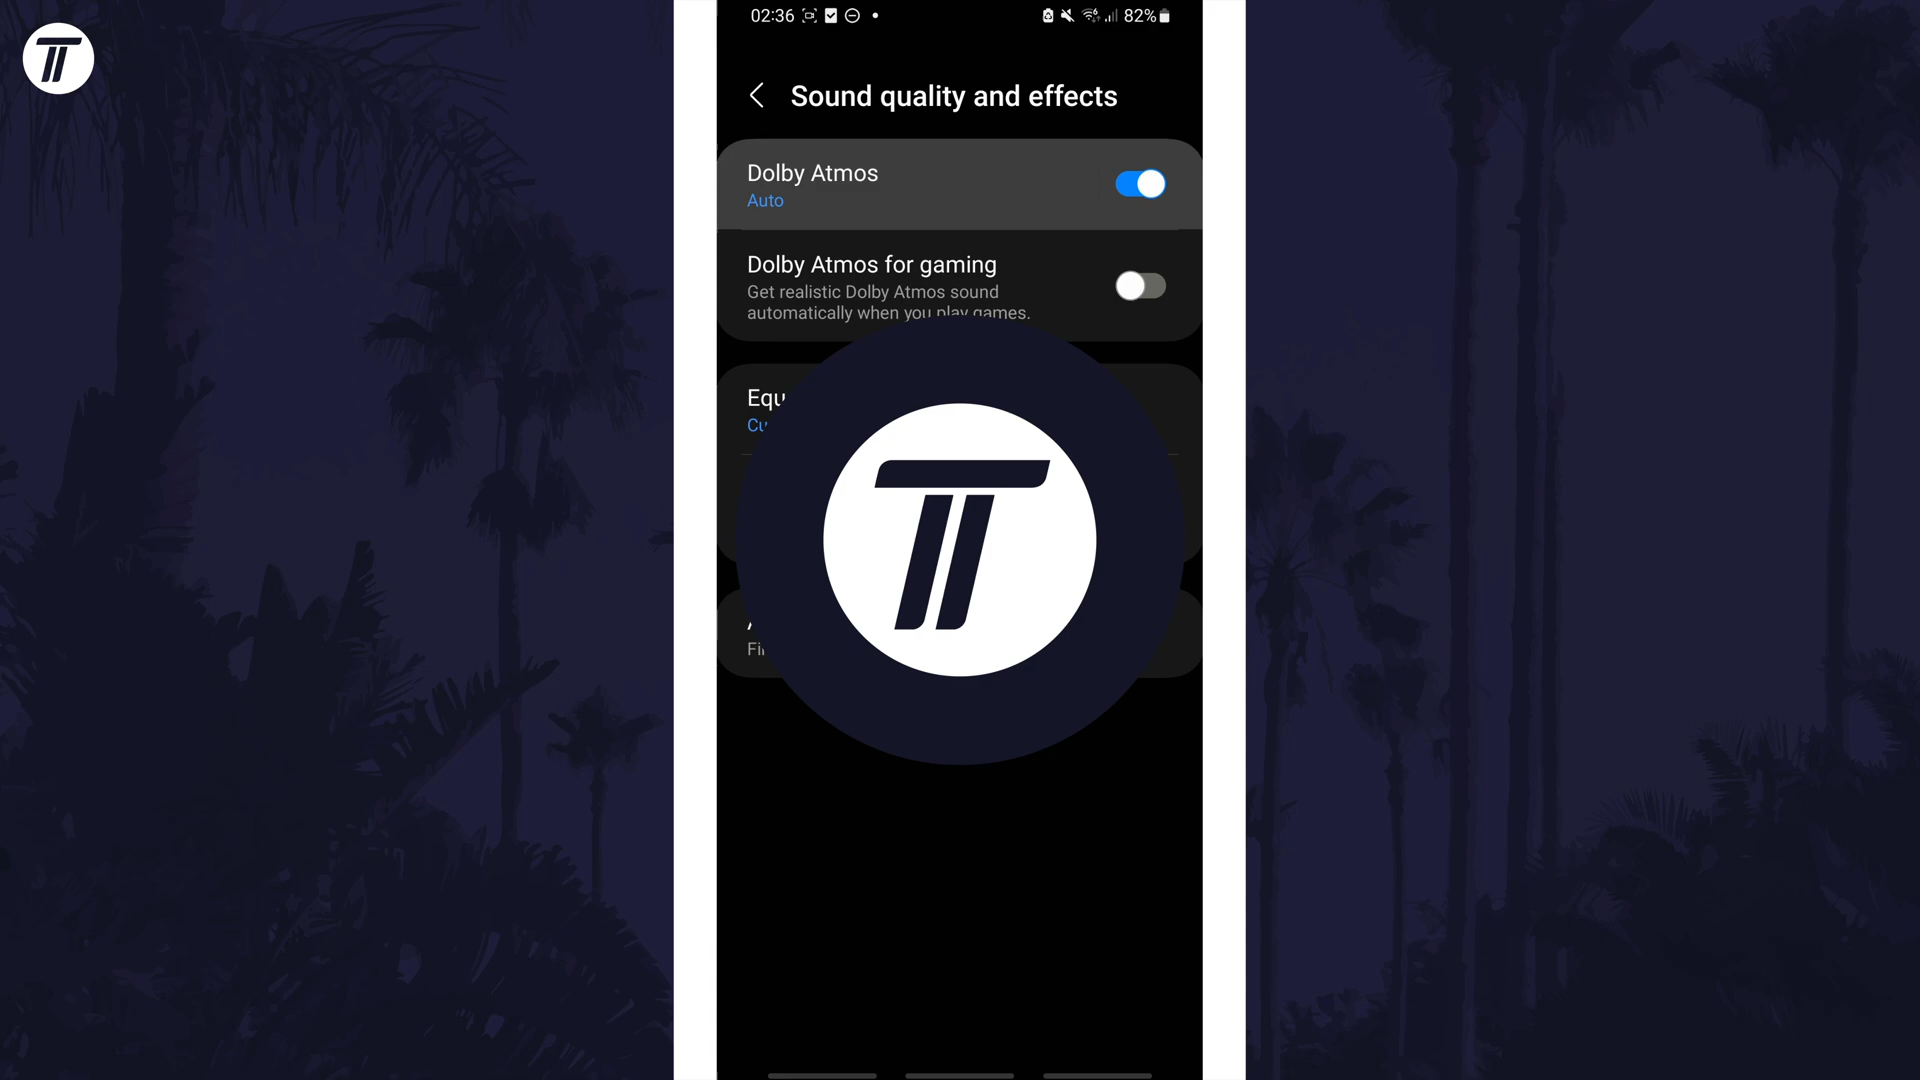 02:36
82%
Sound quality and effects
Dolby Atmos
Auto
Dolby Atmos for gaming
Get realistic Dolby Atmos sound
automatically when you play games.